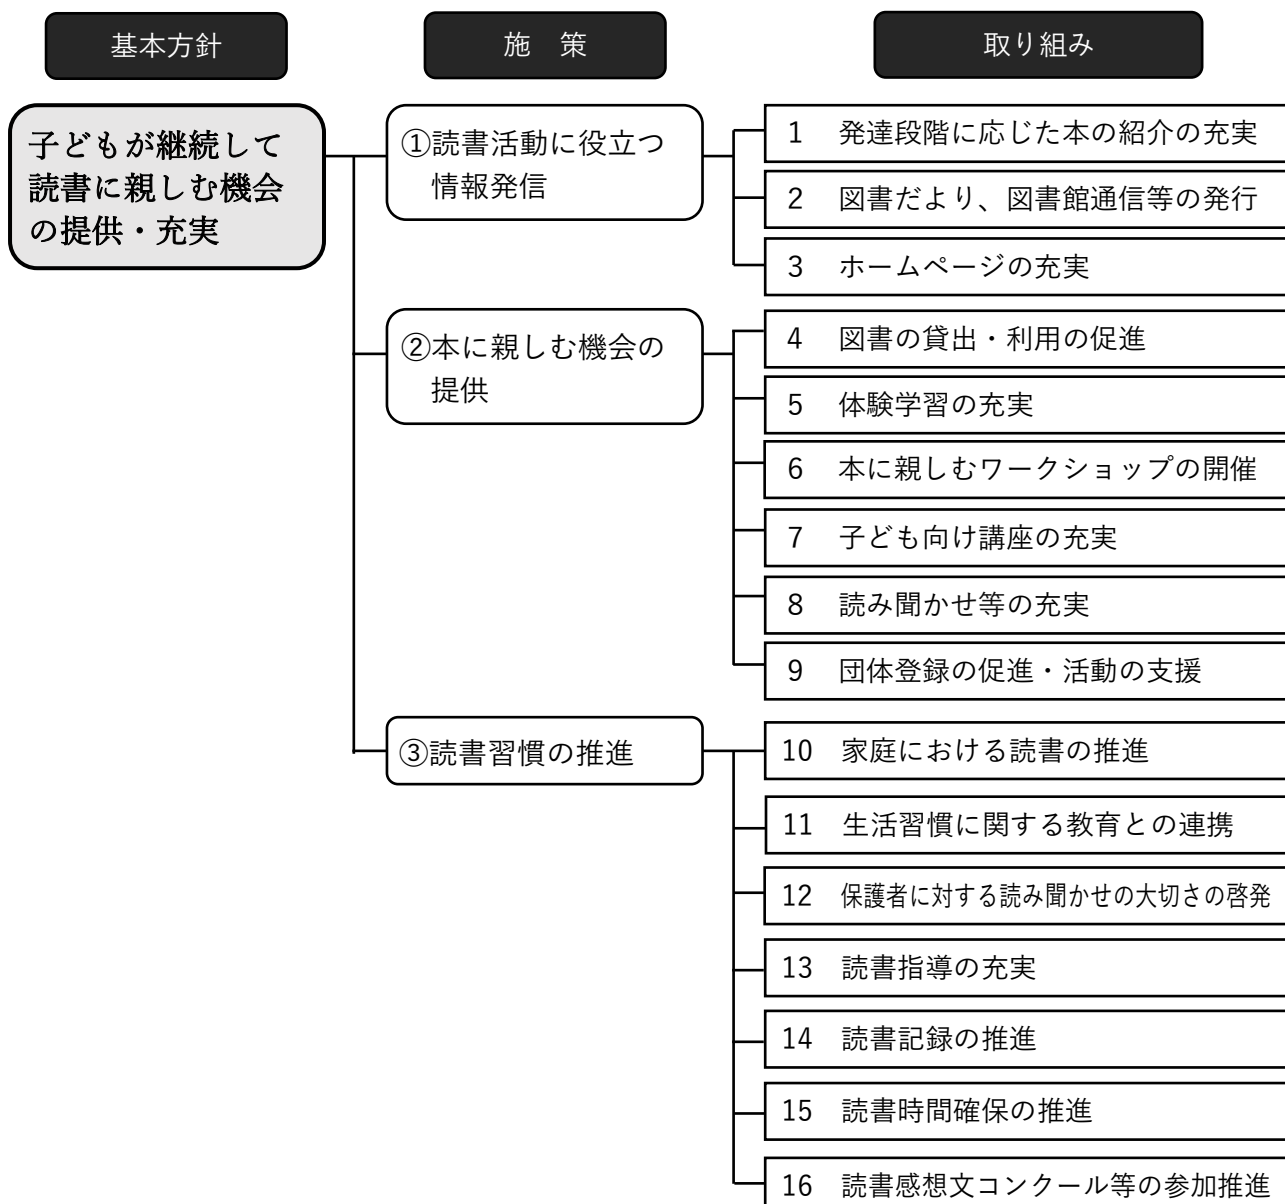 基本方針
施　策
取り組み
子どもが継続して
読書に親しむ機会
の提供・充実
①読書活動に役立つ
情報発信
1　発達段階に応じた本の紹介の充実
2　図書だより、図書館通信等の発行
3　ホームページの充実
②本に親しむ機会の
提供
4　図書の貸出・利用の促進
5　体験学習の充実
6　本に親しむワークショップの開催
7　子ども向け講座の充実
8　読み聞かせ等の充実
9　団体登録の促進・活動の支援
③読書習慣の推進
10　家庭における読書の推進
11　生活習慣に関する教育との連携
12　保護者に対する読み聞かせの大切さの啓発
13　読書指導の充実
14　読書記録の推進
15　読書時間確保の推進
16　読書感想文コンクール等の参加推進